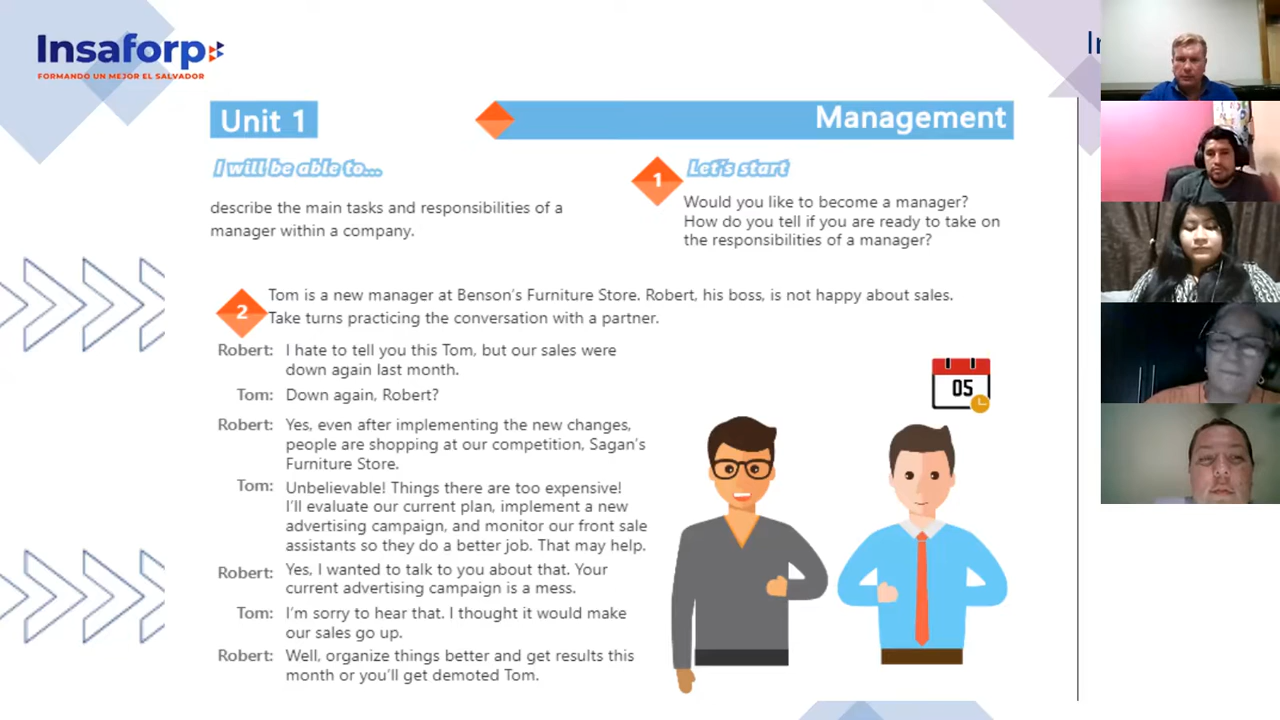 Insaforp
FORMANDO UN MEJOR EL SALVADOR
Unit 1
Management
I will be able to...
describe the main tasks and responsibilities of a
manager within a company.
1
Let's start
Would you like to become a manager?
How do you tell if you are ready to take on
the responsibilities of a manager?
2
Tom is a new manager at Benson's Furniture Store. Robert, his boss, is not happy about sales.
Take turns practicing the conversation with a partner.
Robert: I hate to tell you this Tom, but our sales were
down again last month.
Tom: Down again, Robert?
Robert: Yes, even after implementing the new changes,
people are shopping at our competition, Sagan's
Furniture Store.
Tom: Unbelievable! Things there are too expensive!
I'll evaluate our current plan, implement a new
advertising campaign, and monitor our front sale
assistants so they do a better job. That may help.
Robert: Yes, I wanted to talk to you about that. Your
current advertising campaign is a mess.
Tom: I'm sorry to hear that. I thought it would make
our sales go up.
Robert: Well, organize things better and get results this
month or you'll get demoted Tom.
05